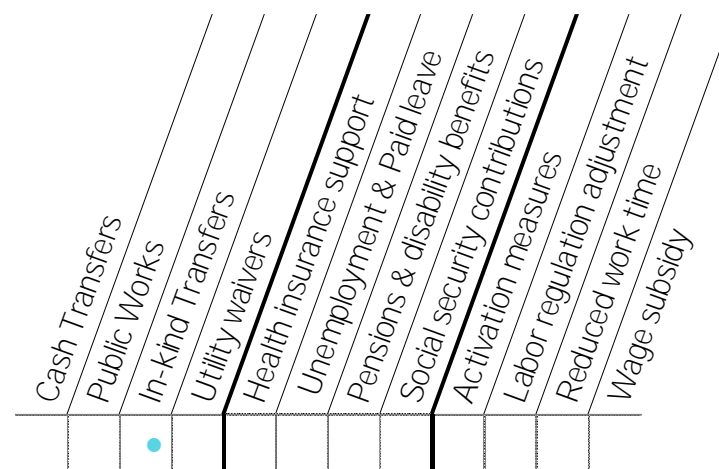 Cash Transfers
Public Works
In-kind Transfers
Utility waivers
Health insurance support
Unemployment & Paid leave
Pensions & disability benefits
Social security contributions
Activation measures
Labor regulation adjustment
Reduced work time
Wage subsidy